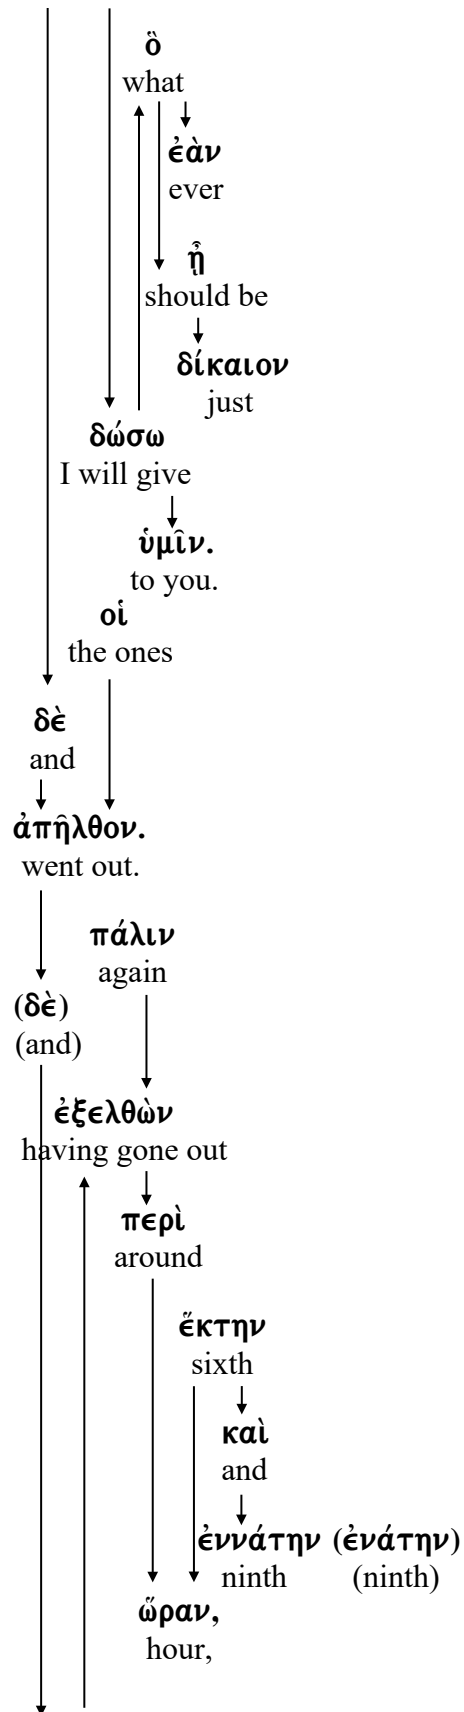 ὃ
what
ἐὰν
ever
ᾖ
should be
δίκαιον
just
δώσω
I will give
ὑμῖν.
to you.
οἱ
the ones
δὲ
and
ἀπῆλθον.
went out.
πάλιν
again
(δὲ)
(and)
ἐξελθὼν
having gone out
περὶ
around
ἕκτην
sixth
καὶ
and
ἐννάτην (ἐνάτην)
ninth (ninth)
ὥραν,
hour,